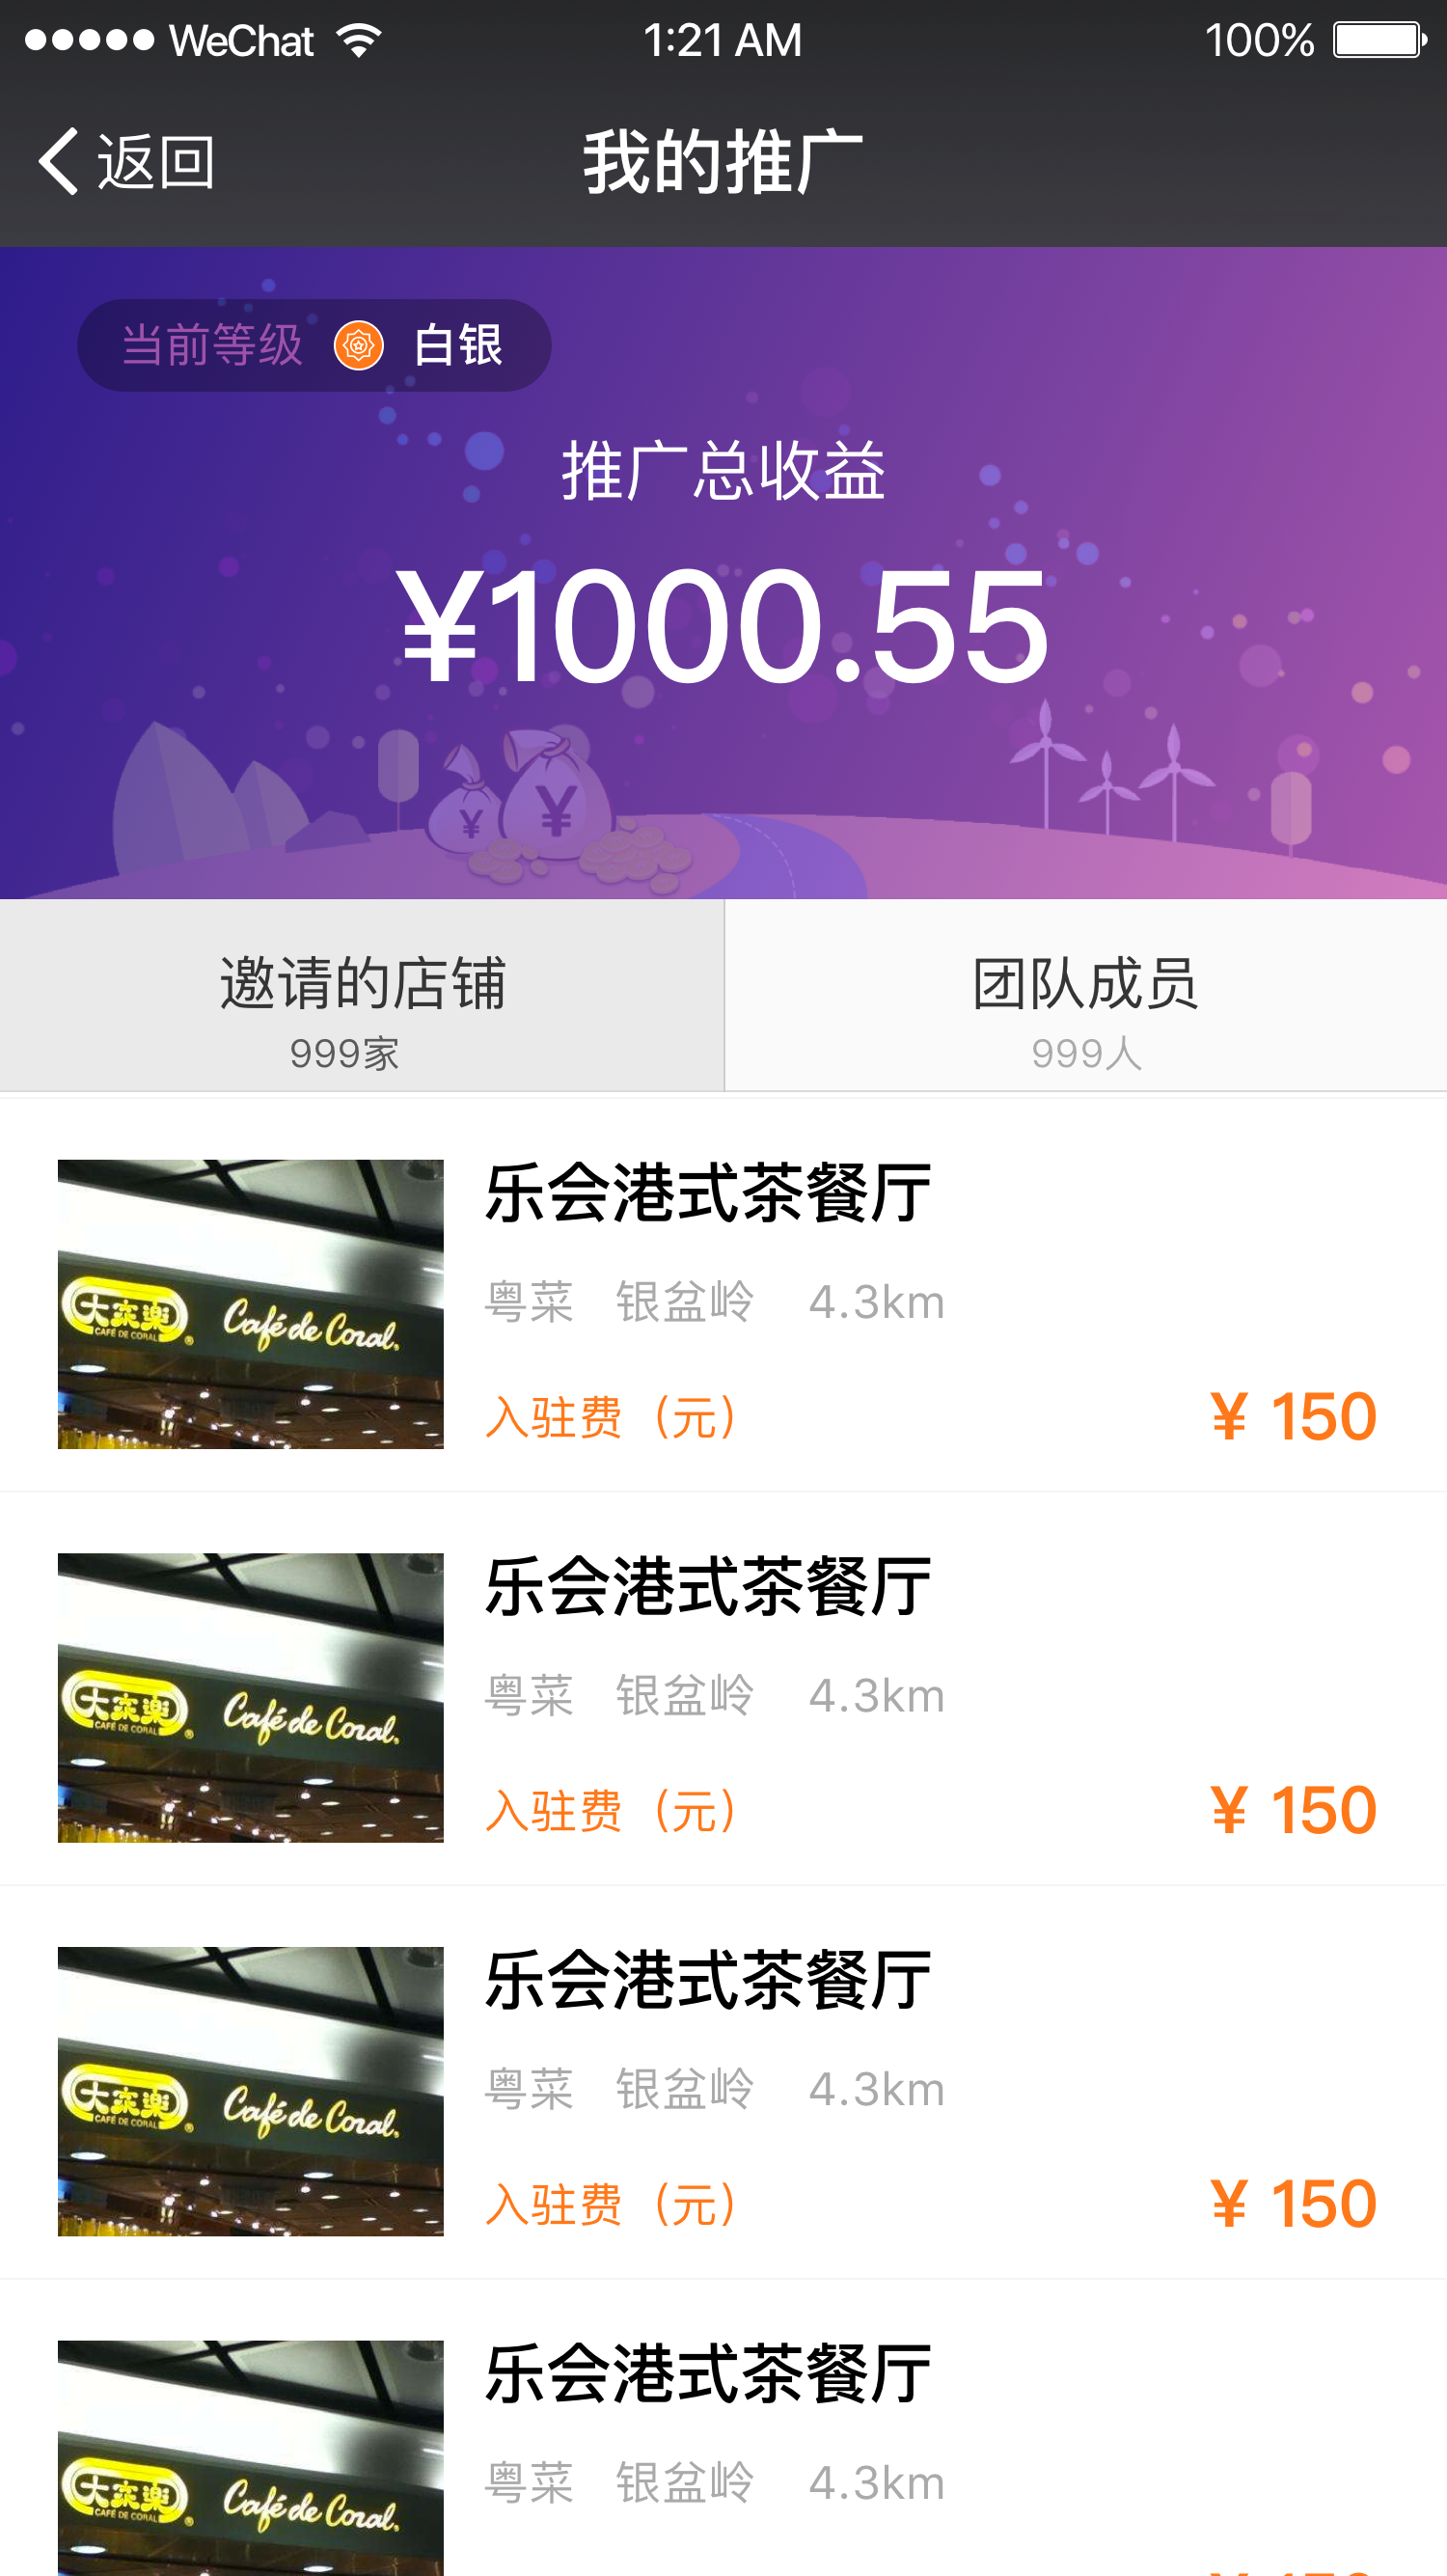 WeChat 1:21 AM 100%
返回 我的推广
当前等级 白银
推广总收益
¥1000.55
¥ ¥
邀请的店铺 团队成员
999家 999人
乐会港式茶餐厅
大家樂 CAFÉ DE CORAL ® Café de Coral.
粤菜 银盆岭 4.3km
入驻费（元） ¥ 150
乐会港式茶餐厅
大家樂 CAFÉ DE CORAL ® Café de Coral.
粤菜 银盆岭 4.3km
入驻费（元） ¥ 150
乐会港式茶餐厅
大家樂 CAFÉ DE CORAL ® Café de Coral.
粤菜 银盆岭 4.3km
入驻费（元） ¥ 150
乐会港式茶餐厅
大家樂 CAFÉ DE CORAL ® Café de Coral.
粤菜 银盆岭 4.3km